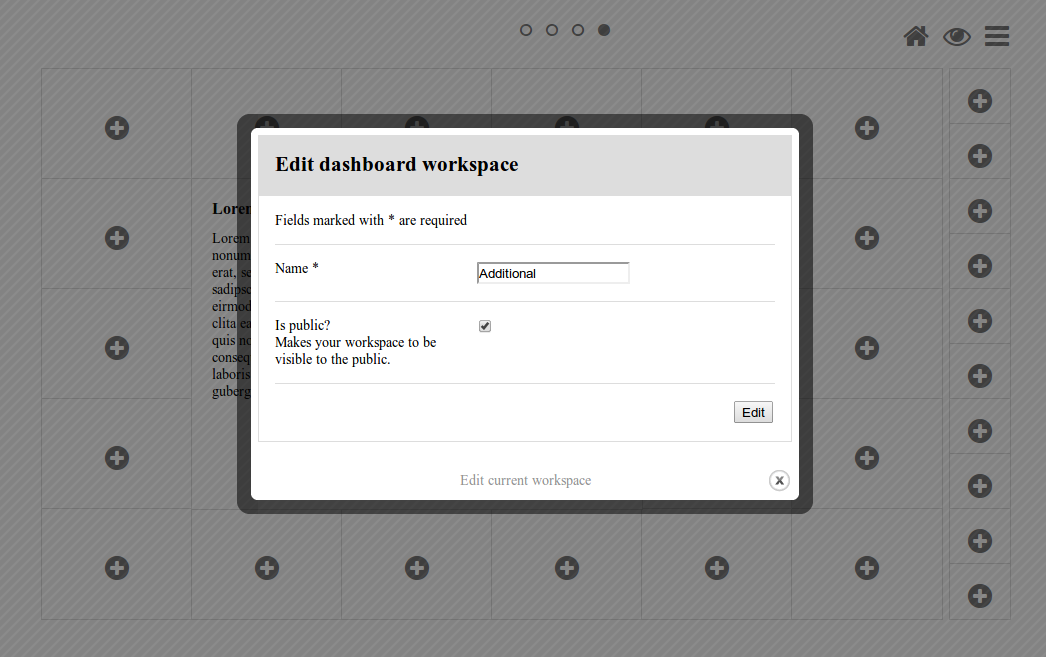 Edit dashboard workspace
Fields marked with * are required
Name *
Additional
Is public?
Makes your workspace to be
visible to the public.
Edit
Edit current workspace
Lorem
nonum
erat, se
sadipsc
eirmod
clita ea
quis no
conseq
laboris
guberg